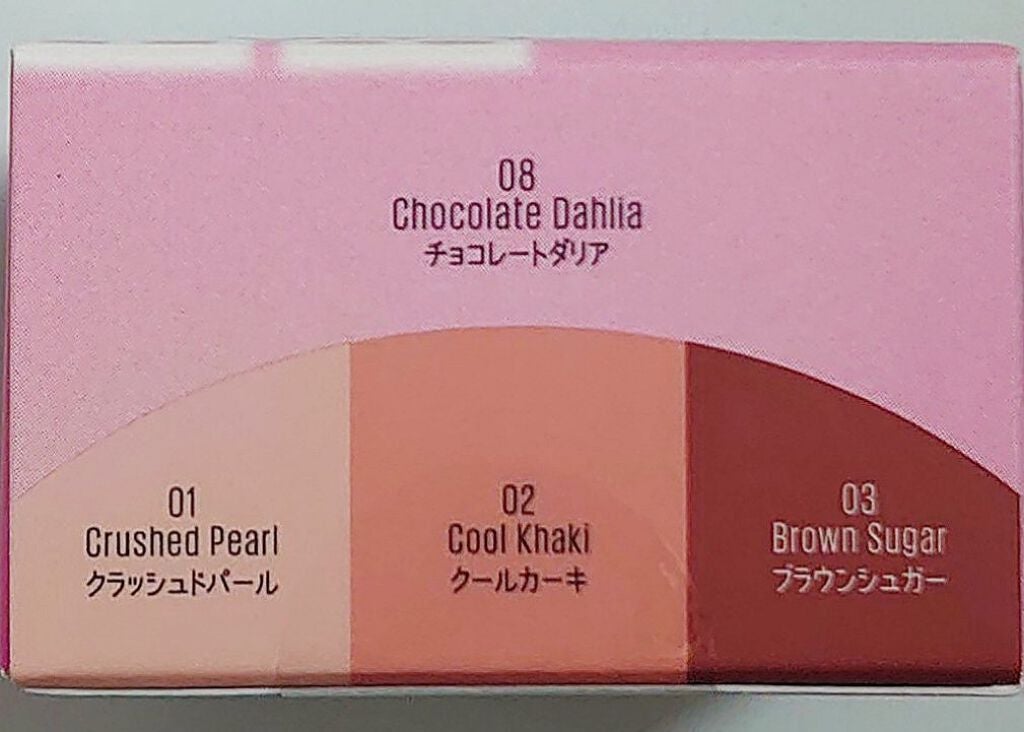 08
Chocolate Dahlia
チョコレートダリア
01
Crushed Pearl
クラッシュドパール
02
Cool Khaki
クールカーキ
03
Brown Sugar
ブラウンシュガー